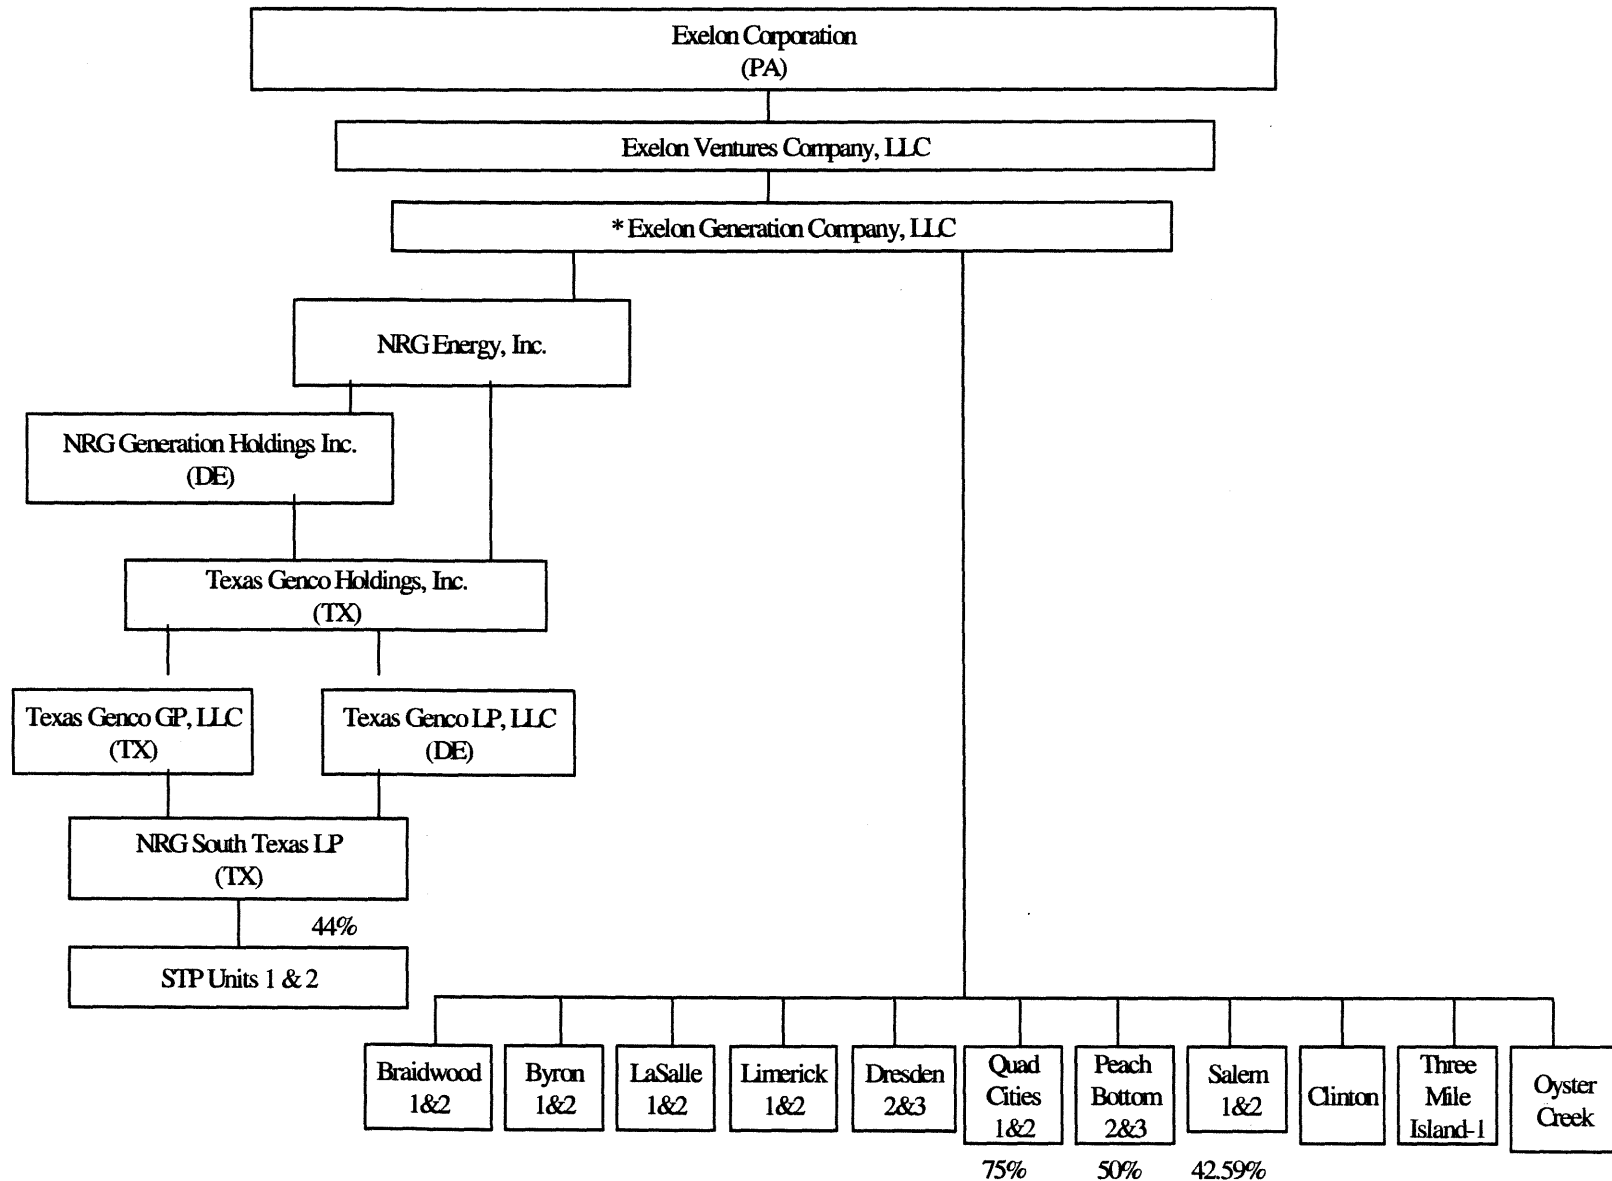 Exelon Corporation
(PA)
Exelon Ventures Company, LLC
* Exelon Generation Company, LLC
NRG Energy, Inc.
NRG Generation Holdings Inc.
(DE)
Texas Genco Holdings, Inc.
(TX)
Texas Genco GP, LLC
(TX)
Texas Genco LP, LLC
(DE)
NRG South Texas LP
(TX)
44%
STP Units 1 & 2
Braidwood
1&2
Byron
1&2
LaSalle
1&2
Limerick
1&2
Dresden
2&3
Quad
Cities
1&2
75%
Peach
Bottom
2&3
50%
Salem
1&2
42.59%
Clinton
Three
Mile
Island-1
Oyster
Creek